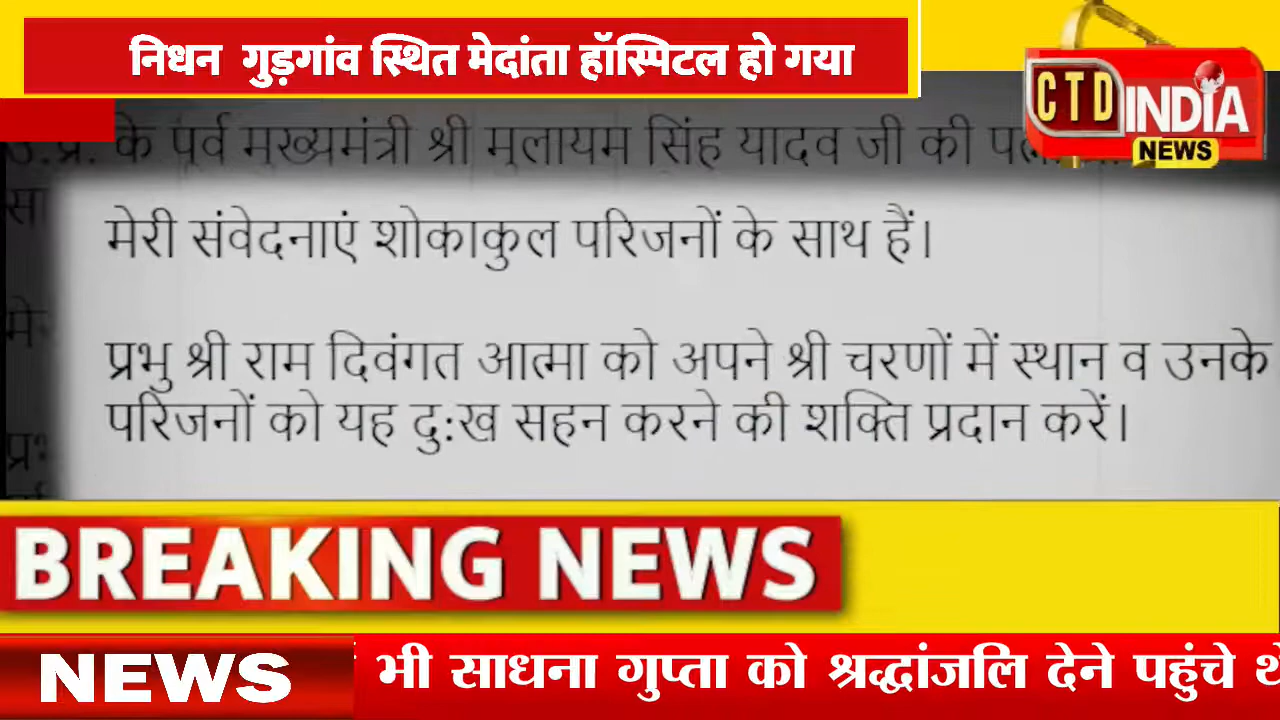 निधन गुड़गांव स्थित मेदांता हॉस्पिटल हो गया
CTD INDIA
NEWS
के पूर्व मुख्यमंत्री श्री मुलायम सिंह यादव जी की
मेरी संवेदनाएं शोकाकुल परिजनों के साथ हैं।
प्रभु श्री राम दिवंगत आत्मा को अपने श्री चरणों में स्थान व उनके
परिजनों को यह दु:ख सहन करने की शक्ति प्रदान करें।
BREAKING NEWS
NEWS
भी साधना गुप्ता को श्रद्धांजलि देने पहुंचे